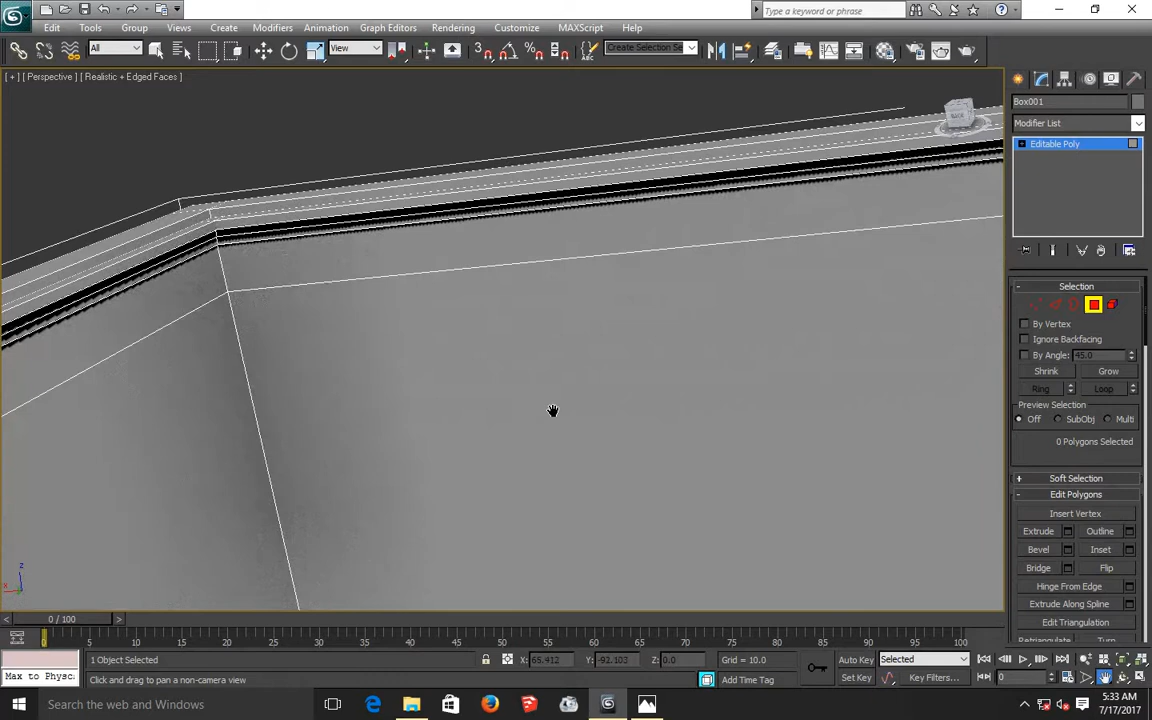 Type a keyword or phrase
Edit Tools Group Views Create Modifiers Animation Graph Editors Rendering Customize MAXScript Help
All View 3 Create Selection Se
[ + ] [ Perspective ] [ Realistic + Edged Faces ]
Box001
Modifier List
Editable Poly
- Selection
By Vertex
Ignore Backfacing
By Angle: 45.0
Shrink Grow
Ring Loop
Preview Selection
Off SubObj Multi
0 Polygons Selected
+ Soft Selection
- Edit Polygons
Insert Vertex
Extrude Outline
Bevel Inset
Bridge Flip
Hinge From Edge
Extrude Along Spline
Edit Triangulation
Retriangulate Turn
z
x
< 0 / 100 >
0 5 10 15 20 25 30 35 40 45 50 55 60 65 70 75 80 85 90 95 100
1 Object Selected X: 65.412 Y: -92.103 Z: 0.0 Grid = 10.0 Auto Key Selected
Max to Physc Click and drag to pan a non-camera view Add Time Tag Set Key Key Filters... 0
Search the web and Windows
5:33 AM
7/17/2017